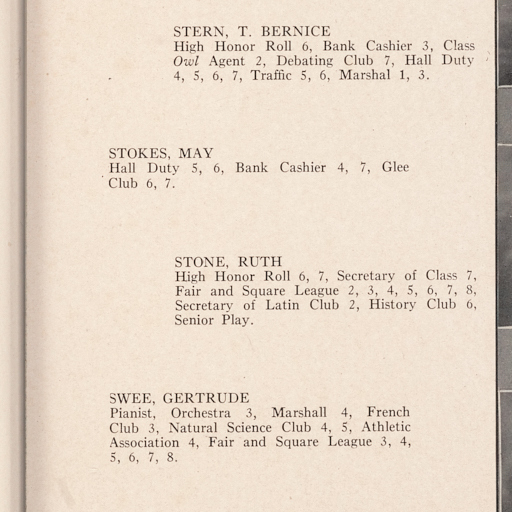 STERN, T. BERNICE
High Honor Roll 6, Bank Cashier 3, Class
Owl Agent 2, Debating Club 7, Hall Duty
4, 5, 6, 7, Traffic 5, 6, Marshal 1, 3.
STOKES, MAY
Hall Duty 5, 6, Bank Cashier 4, 7, Glee
Club 6, 7.
STONE, RUTH
High Honor Roll 6, 7, Secretary of Class 7,
Fair and Square League 2, 3, 4, 5, 6, 7, 8,
Secretary of Latin Club 2, History Club 6,
Senior Play.
SWEE, GERTRUDE
Pianist, Orchestra 3, Marshall 4, French
Club 3, Natural Science Club 4, 5, Athletic
Association 4, Fair and Square League 3, 4,
5, 6, 7, 8.